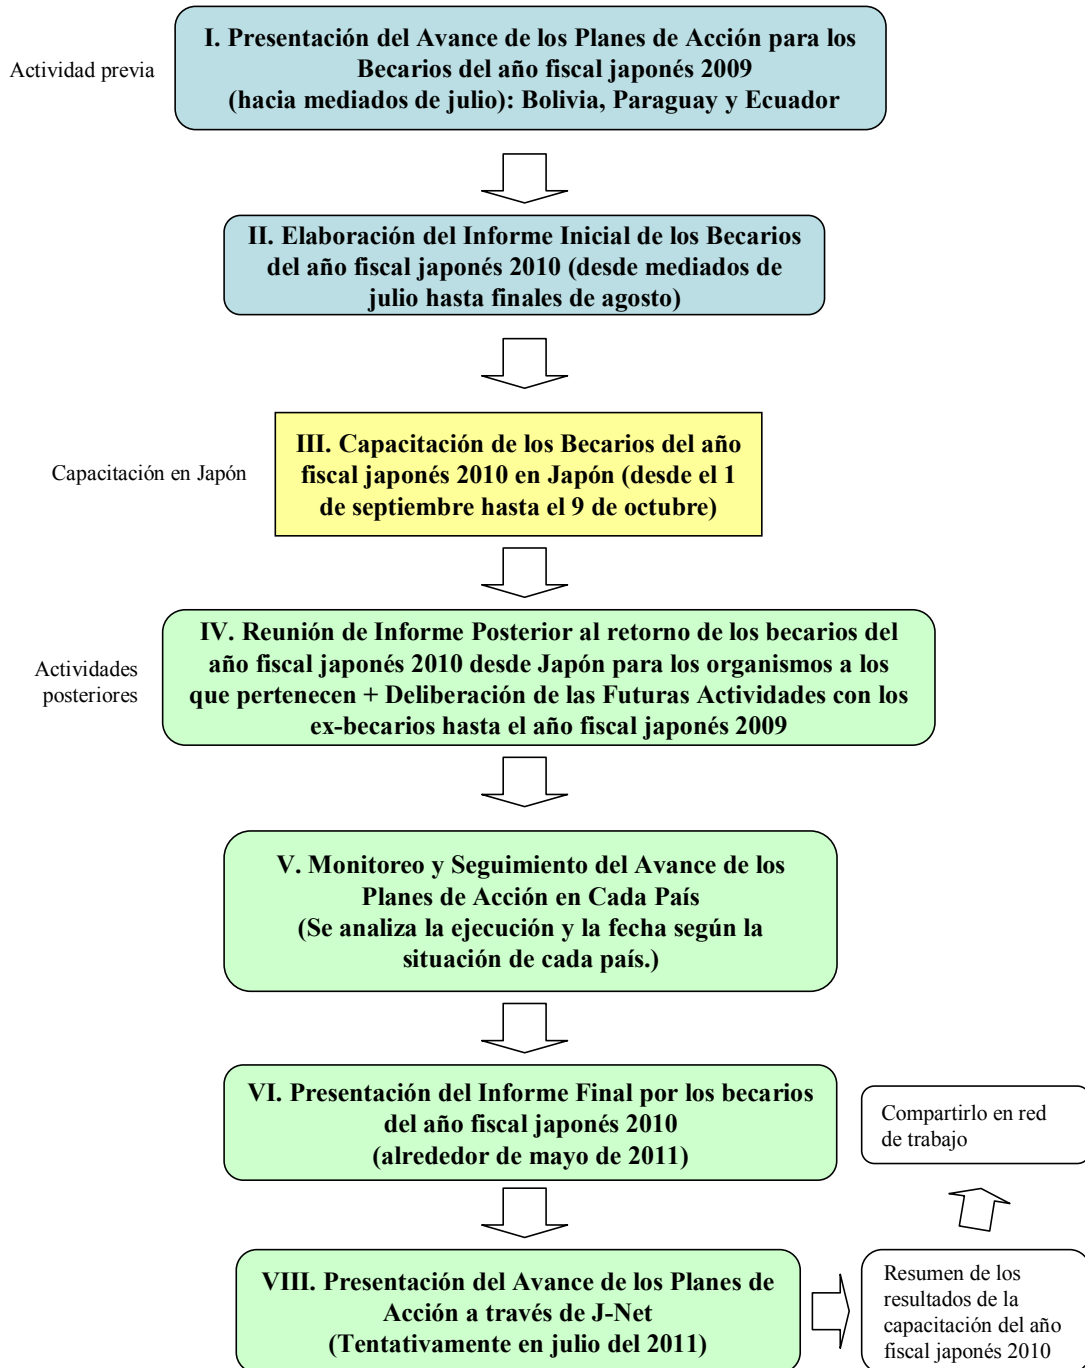 I. Presentación del Avance de los Planes de Acción para los
Becarios del año fiscal japonés 2009
(hacia mediados de julio): Bolivia, Paraguay y Ecuador
Actividad previa
II. Elaboración del Informe Inicial de los Becarios
del año fiscal japonés 2010 (desde mediados de
julio hasta finales de agosto)
III. Capacitación de los Becarios del año
fiscal japonés 2010 en Japón (desde el 1
de septiembre hasta el 9 de octubre)
Capacitación en Japón
IV. Reunión de Informe Posterior al retorno de los becarios del
año fiscal japonés 2010 desde Japón para los organismos a los
que pertenecen + Deliberación de las Futuras Actividades con los
ex-becarios hasta el año fiscal japonés 2009
Actividades
posteriores
V. Monitoreo y Seguimiento del Avance de los
Planes de Acción en Cada País
(Se analiza la ejecución y la fecha según la
situación de cada país.)
VI. Presentación del Informe Final por los becarios
del año fiscal japonés 2010
(alrededor de mayo de 2011)
Compartirlo en red
de trabajo
VIII. Presentación del Avance de los Planes de
Acción a través de J-Net
(Tentativamente en julio del 2011)
Resumen de los
resultados de la
capacitación del año
fiscal japonés 2010